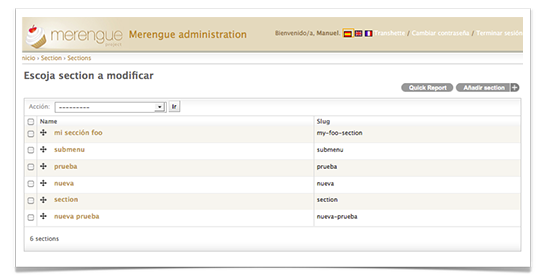 merengue Merengue administration Bienvenido/a, Manuel. Franchette / Cambiar contraseña / Terminar sesión
project
Inicio › Section › Sections
Escoja section a modificar
Quick Report Añadir section +
Acción: --------- Ir
Name Slug
mi sección foo my-foo-section
submenu submenu
prueba prueba
nueva nueva
section section
nueva prueba nueva-prueba
6 sections